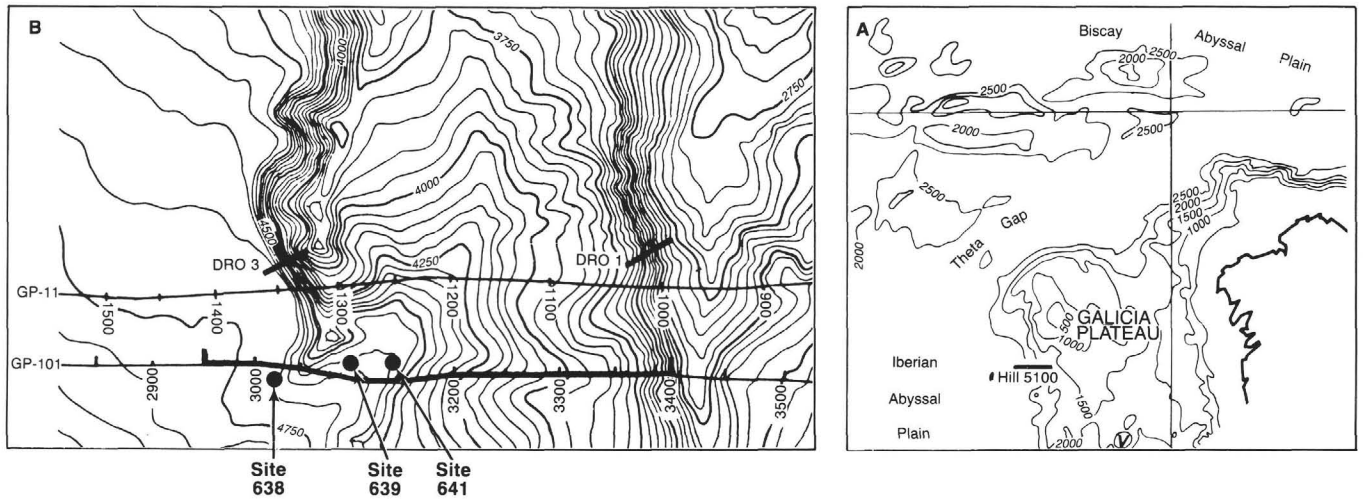 B
4000
3750
2750
4000
4500
DRO 3
DRO 1
4250
GP-11
1500
1400
1300
1200
1100
1000
900
GP-101
2900
3000
3200
3300
3400
3500
4750
Site
638
Site
639
Site
641
A
Biscay
Abyssal
Plain
2500
2000
2500
2000
2500
2500
2500
2000
1500
1000
Theta
Gap
2000
GALICIA
PLATEAU
500
1000
Iberian
Abyssal
Plain
Hill 5100
1500
2000
V